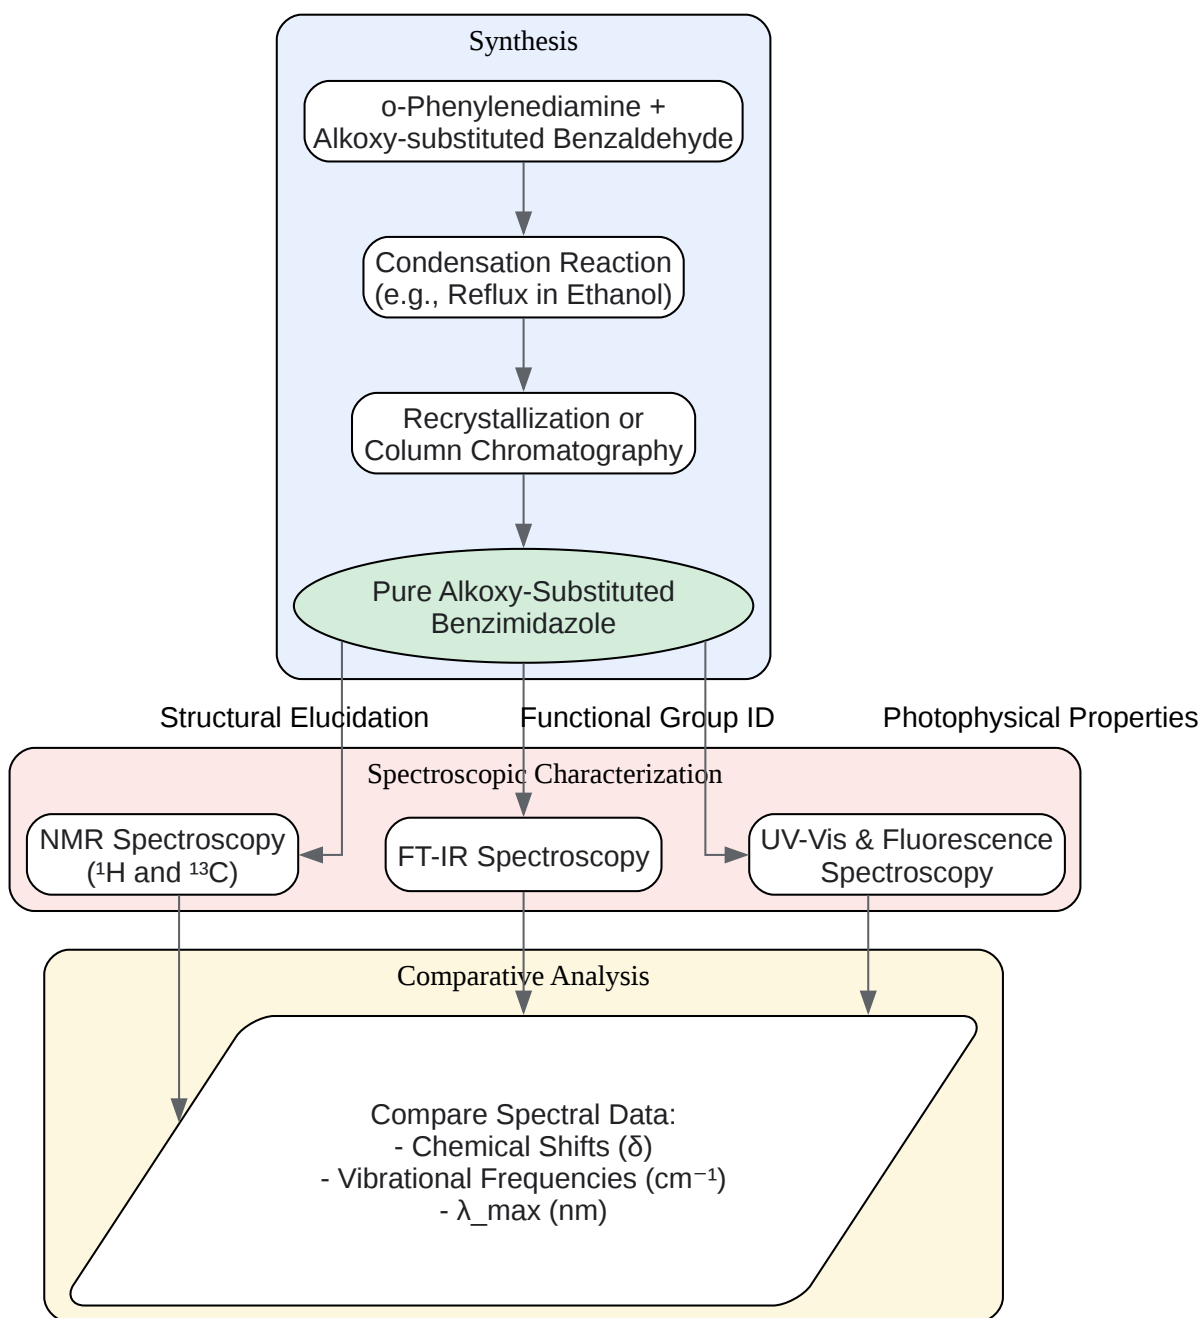 Synthesis
o-Phenylenediamine +
Alkoxy-substituted Benzaldehyde
Condensation Reaction
(e.g., Reflux in Ethanol)
Recrystallization or
Column Chromatography
Pure Alkoxy-Substituted
Benzimidazole
Structural Elucidation
Functional Group ID
Photophysical Properties
Spectroscopic Characterization
NMR Spectroscopy
(¹H and ¹³C)
FT-IR Spectroscopy
UV-Vis & Fluorescence
Spectroscopy
Comparative Analysis
Compare Spectral Data:
- Chemical Shifts (δ)
- Vibrational Frequencies (cm⁻¹)
- λ_max (nm)